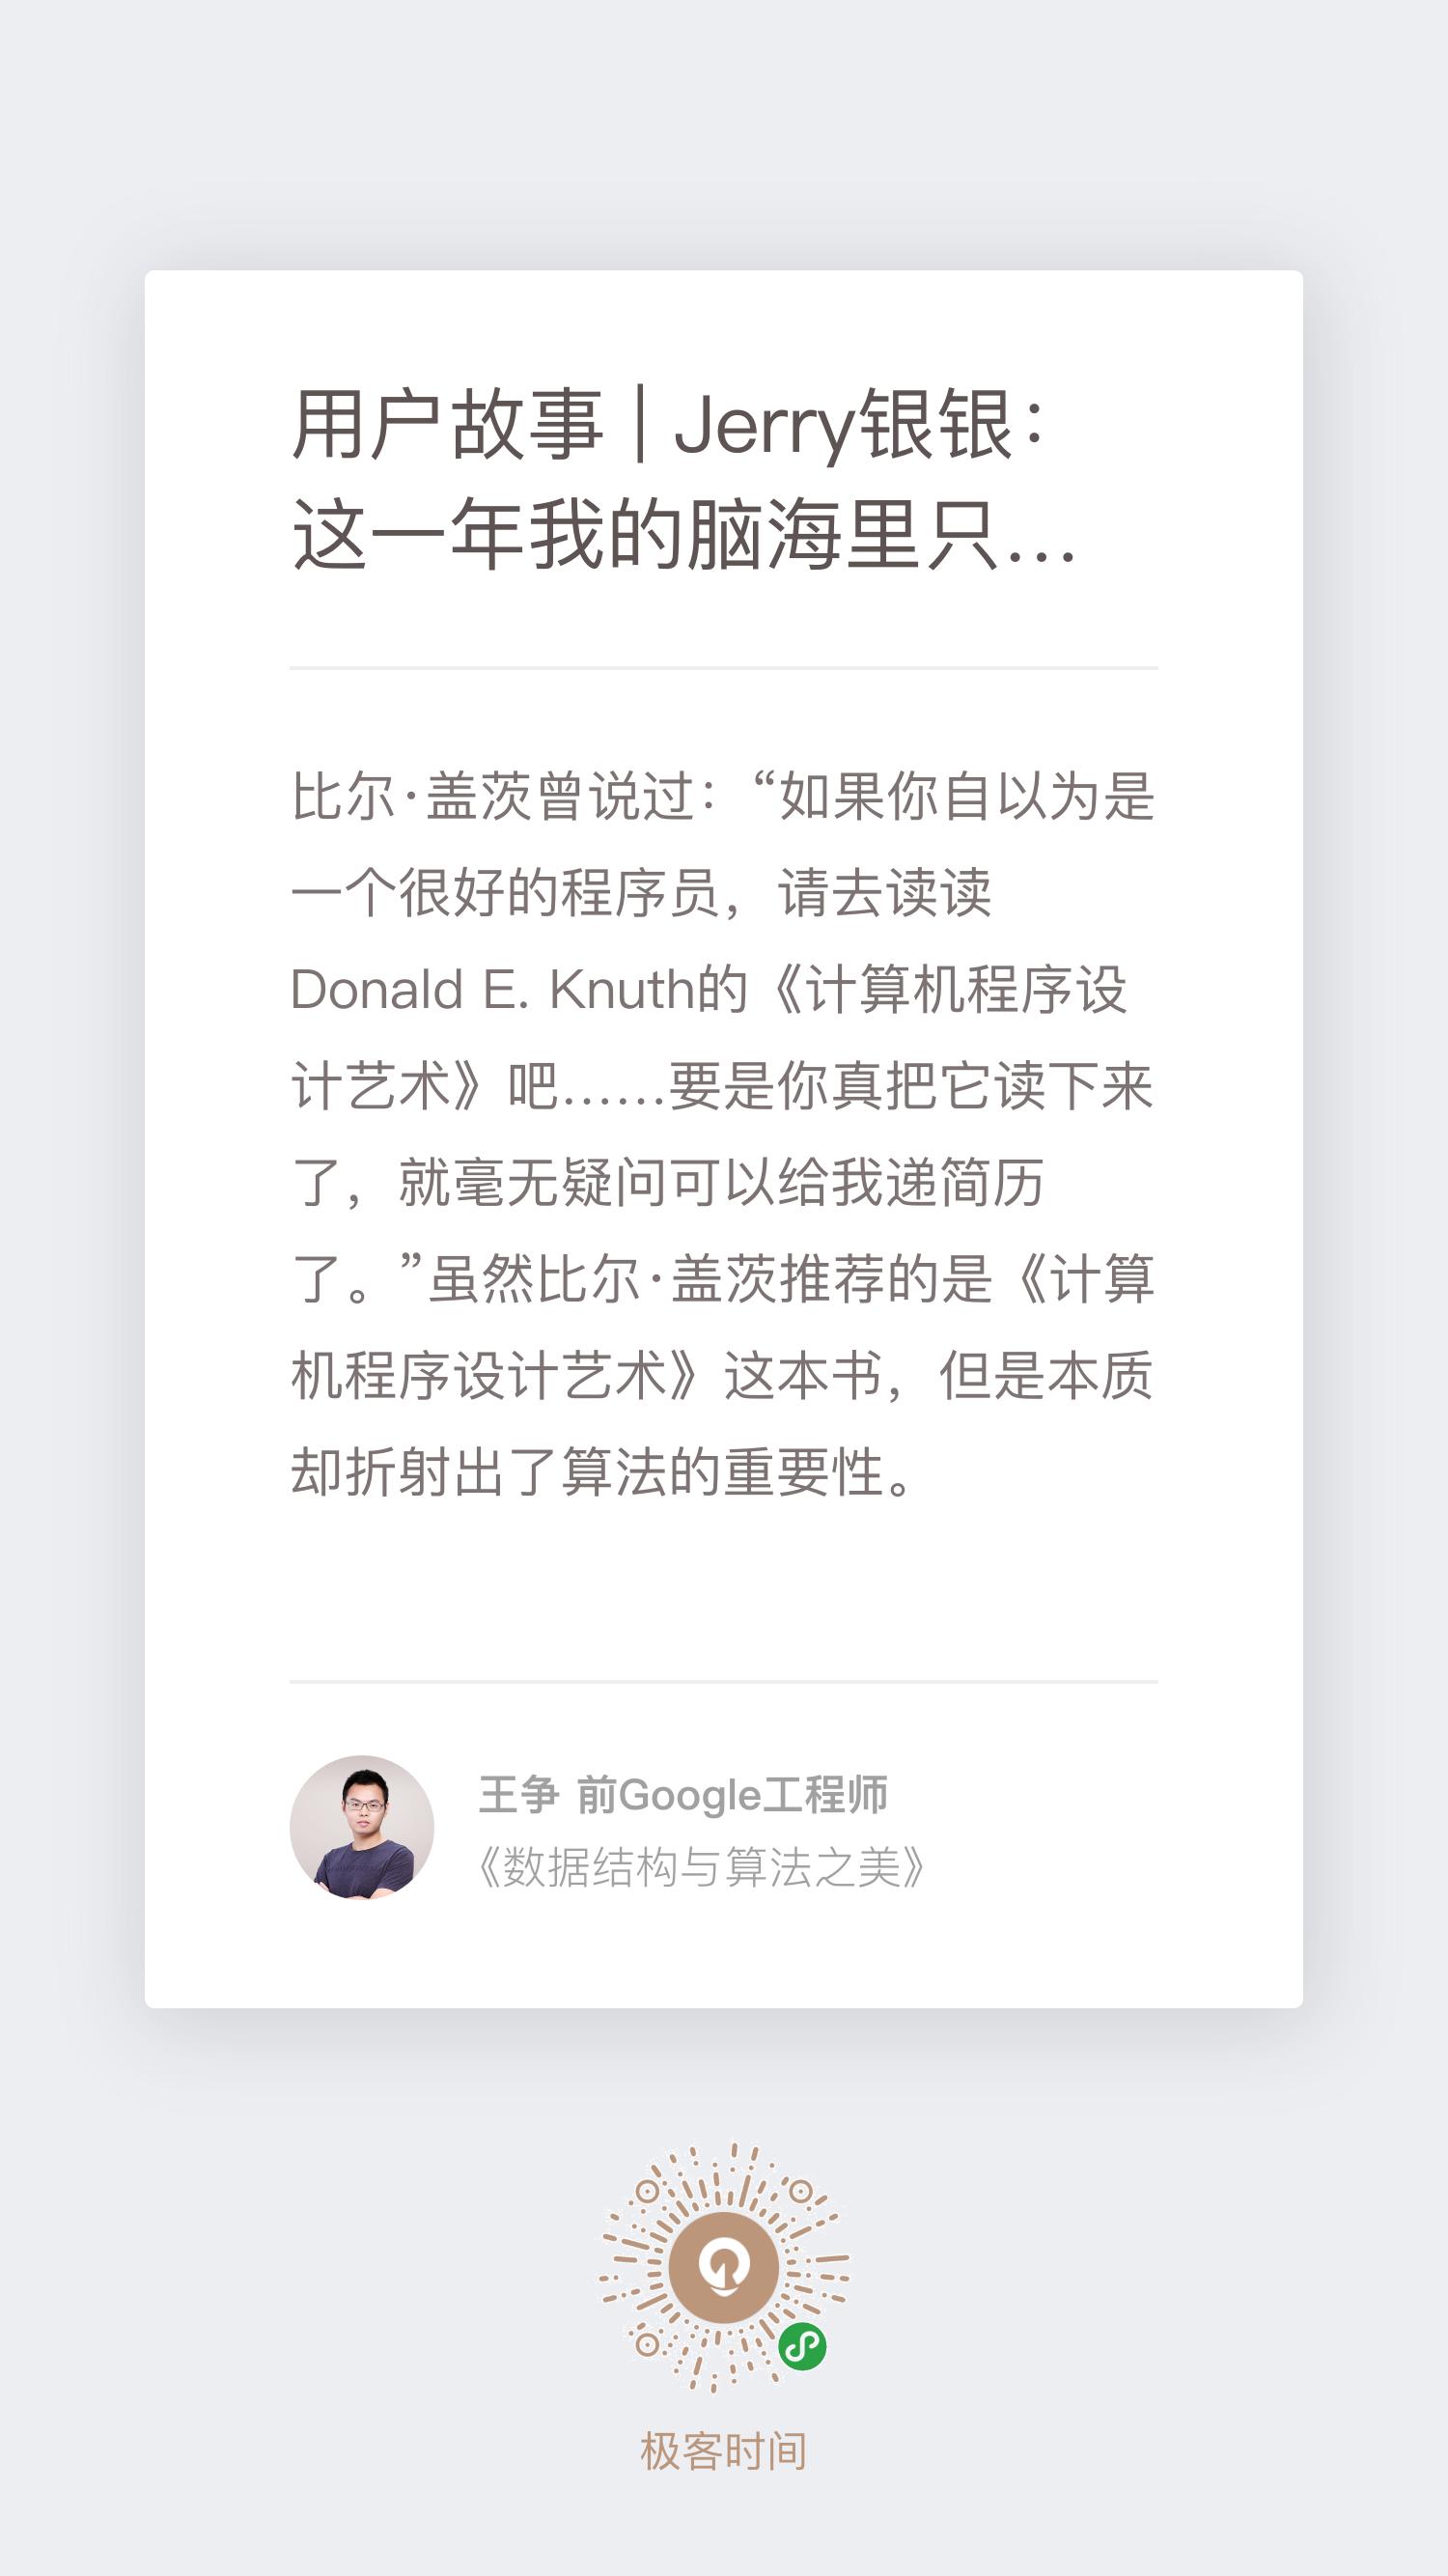 用户故事 | Jerry银银：
这一年我的脑海里只…
比尔·盖茨曾说过：“如果你自以为是
一个很好的程序员，请去读读
Donald E. Knuth的《计算机程序设
计艺术》吧……要是你真把它读下来
了，就毫无疑问可以给我递简历
了。”虽然比尔·盖茨推荐的是《计算
机程序设计艺术》这本书，但是本质
却折射出了算法的重要性。
王争 前Google工程师
《数据结构与算法之美》
极客时间